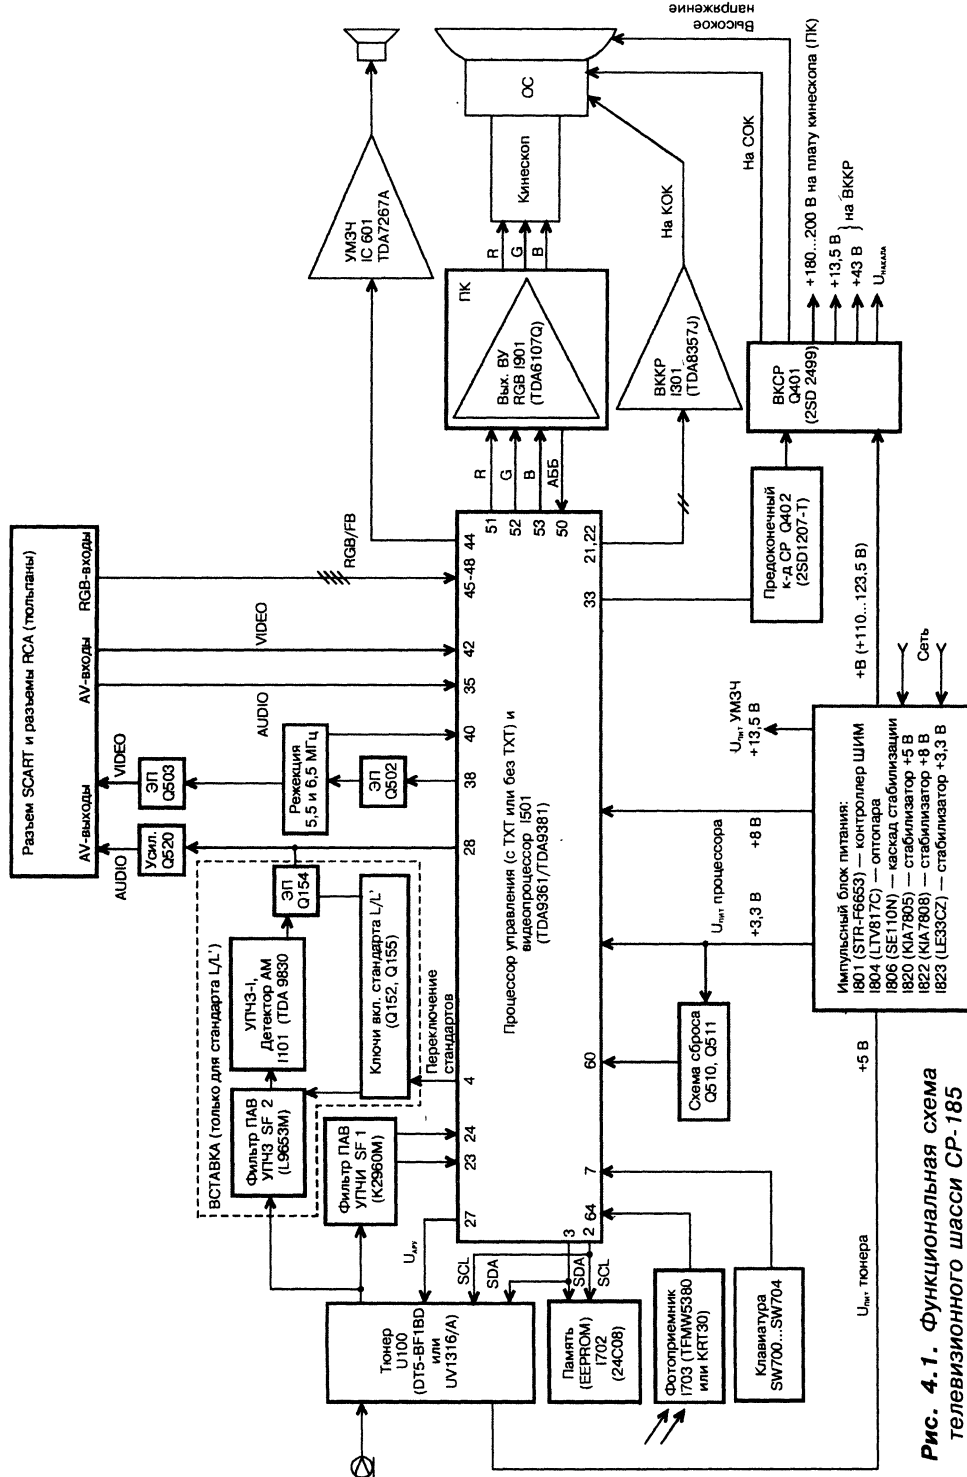 Разъем SCART и разъемы RCA (тюльпаны)
AV-выходы
AV-входы
RGB-входы
AUDIO
VIDEO
Усил.
Q520
ЭП
Q503
AUDIO
VIDEO
RGB/FB
Режекция
5,5 и 6,5 МГц
ЭП
Q502
ВСТАВКА (только для стандарта L/L')
Фильтр ПАВ
УПЧЗ SF 2
(L9653M)
УПЧЗ-I,
Детектор АМ
I101 (TDA 9830)
ЭП
Q154
Ключи вкл. стандарта L/L'
(Q152, Q155)
Переключение
стандартов
Фильтр ПАВ
УПЧИ SF 1
(K2960M)
УМЗЧ
IC 601
TDA7267A
Тюнер
U100
(DT5-BF1BD
или
UV1316/A)
Uару
SCL
SDA
27
23
24
4
28
38
40
35
42
45-48
44
Процессор управления (с ТХТ или без ТХТ) и
видеопроцессор I501
(TDA9361/TDA9381)
3
2
64
7
60
33
21,22
51
52
53
50
R
G
B
АББ
ПК
Вых. ВУ
RGB I901
(TDA6107Q)
R
G
B
Кинескоп
ОС
Высокое
напряжение
SDA
SCL
Память
(EEPROM)
I702
(24C08)
Фотоприемник
I703 (TFMW5380
или KRT30)
Клавиатура
SW700...SW704
Схема сброса
Q510, Q511
Uпит процессора
+3,3 В
+8 В
Uпит УМЗЧ
+13,5 В
Предоконечный
к-д СР Q402
(2SD1207-T)
ВККР
I301
(TDA8357J)
На КОК
На СОК
ВКСР
Q401
(2SD 2499)
+180...200 В на плату кинескопа (ПК)
+13,5 В
+43 В
на ВККР
Uнакала
+В (+110...123,5 В)
Сеть
Импульсный блок питания:
I801 (STR-F6653) — контроллер ШИМ
I804 (LTV817C) — оптопара
I806 (SE110N) — каскад стабилизации
I820 (KIA7805) — стабилизатор +5 В
I822 (KIA7808) — стабилизатор +8 В
I823 (LE33CZ) — стабилизатор +3,3 В
Uпит тюнера
+5 В
Рис. 4.1. Функциональная схема
телевизионного шасси CP-185